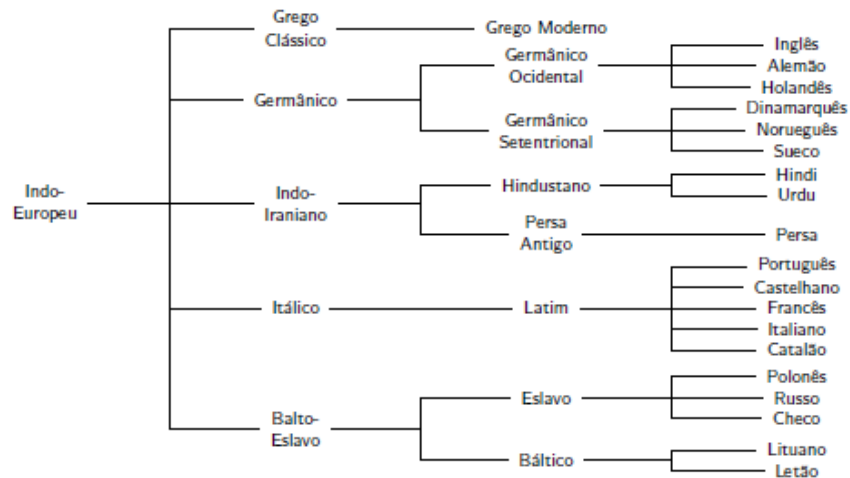 Grego
Clássico
Grego Moderno
Germânico
Germânico
Ocidental
Inglês
Alemão
Holandês
Germânico
Setentrional
Dinamarquês
Norueguês
Sueco
Indo-
Europeu
Indo-
Iraniano
Hindustano
Hindi
Urdu
Persa
Antigo
Persa
Itálico
Latim
Português
Castelhano
Francês
Italiano
Catalão
Balto-
Eslavo
Eslavo
Polonês
Russo
Checo
Báltico
Lituano
Letão